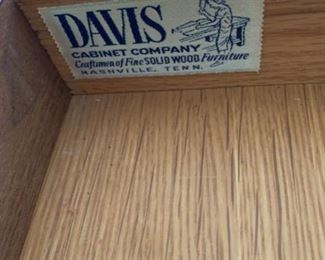 DAVIS
CABINET COMPANY
Craftsmen of Fine SOLID WOOD Furniture
NASHVILLE, TENN.